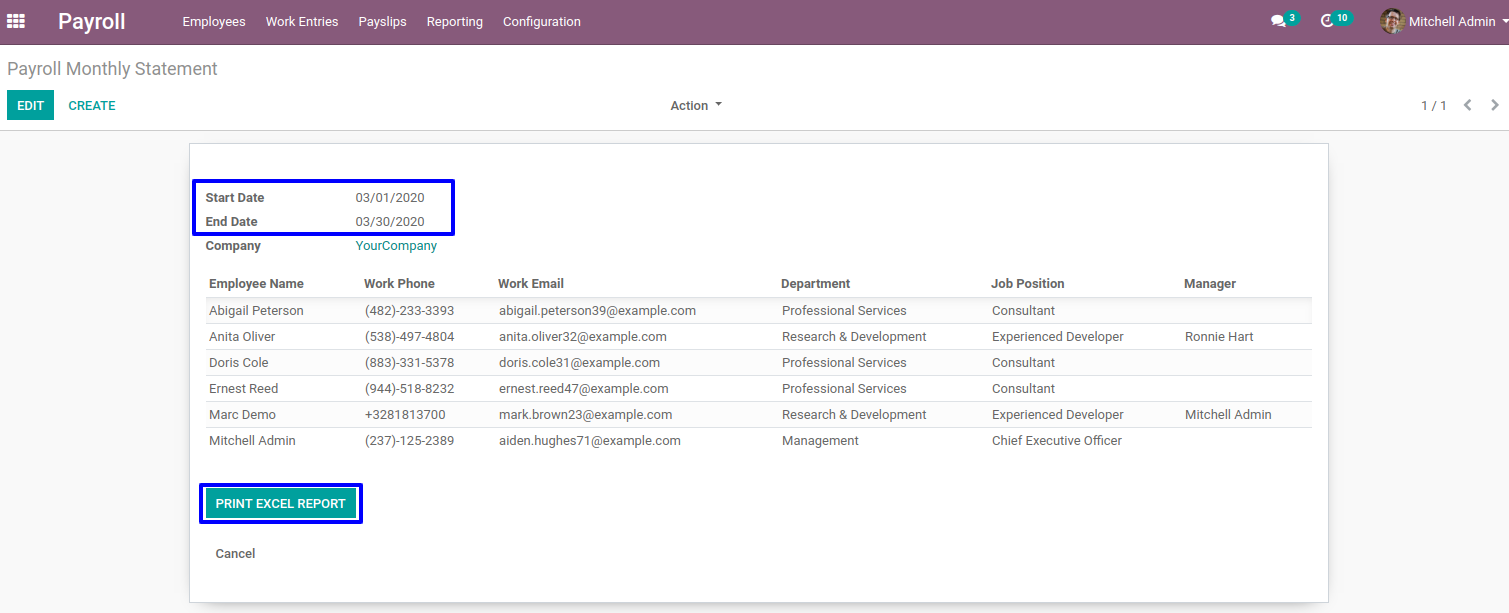 Payroll Employees Work Entries Payslips Reporting Configuration 3 10 Mitchell Admin
Payroll Monthly Statement
EDIT CREATE Action 1 / 1
Start Date 03/01/2020
End Date 03/30/2020
Company YourCompany
Employee Name Work Phone Work Email Department Job Position Manager
Abigail Peterson (482)-233-3393 abigail.peterson39@example.com Professional Services Consultant
Anita Oliver (538)-497-4804 anita.oliver32@example.com Research & Development Experienced Developer Ronnie Hart
Doris Cole (883)-331-5378 doris.cole31@example.com Professional Services Consultant
Ernest Reed (944)-518-8232 ernest.reed47@example.com Professional Services Consultant
Marc Demo +3281813700 mark.brown23@example.com Research & Development Experienced Developer Mitchell Admin
Mitchell Admin (237)-125-2389 aiden.hughes71@example.com Management Chief Executive Officer
PRINT EXCEL REPORT
Cancel